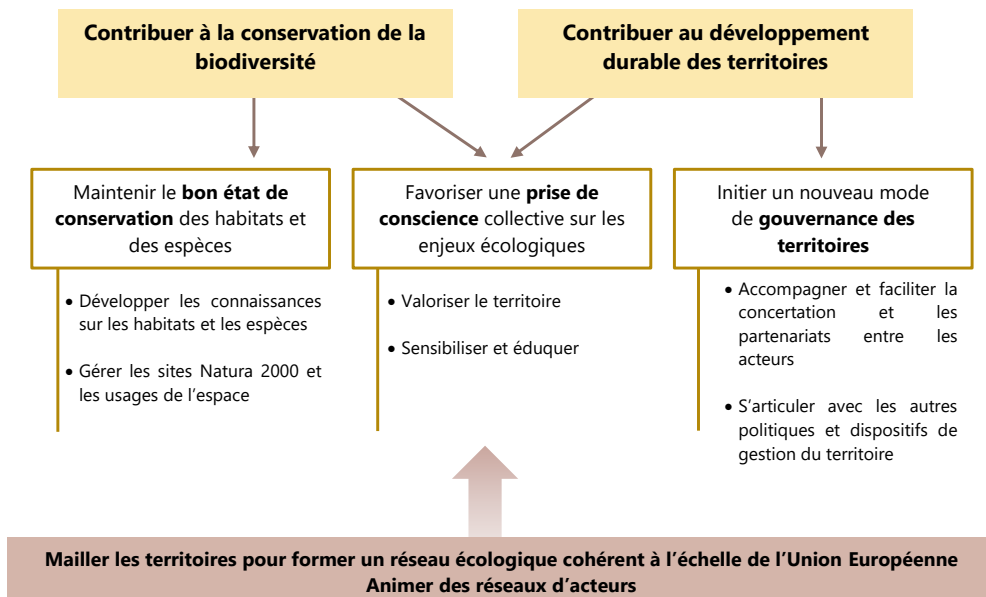 Contribuer à la conservation de la
biodiversité
Contribuer au développement
durable des territoires
Maintenir le bon état de
conservation des habitats et
des espèces
Favoriser une prise de
conscience collective sur les
enjeux écologiques
Initier un nouveau mode
de gouvernance des
territoires
• Développer les connaissances
sur les habitats et les espèces
• Gérer les sites Natura 2000 et
les usages de l’espace
• Valoriser le territoire
• Sensibiliser et éduquer
• Accompagner et faciliter la
concertation et les
partenariats entre les
acteurs
• S’articuler avec les autres
politiques et dispositifs de
gestion du territoire
Mailler les territoires pour former un réseau écologique cohérent à l’échelle de l’Union Européenne
Animer des réseaux d’acteurs